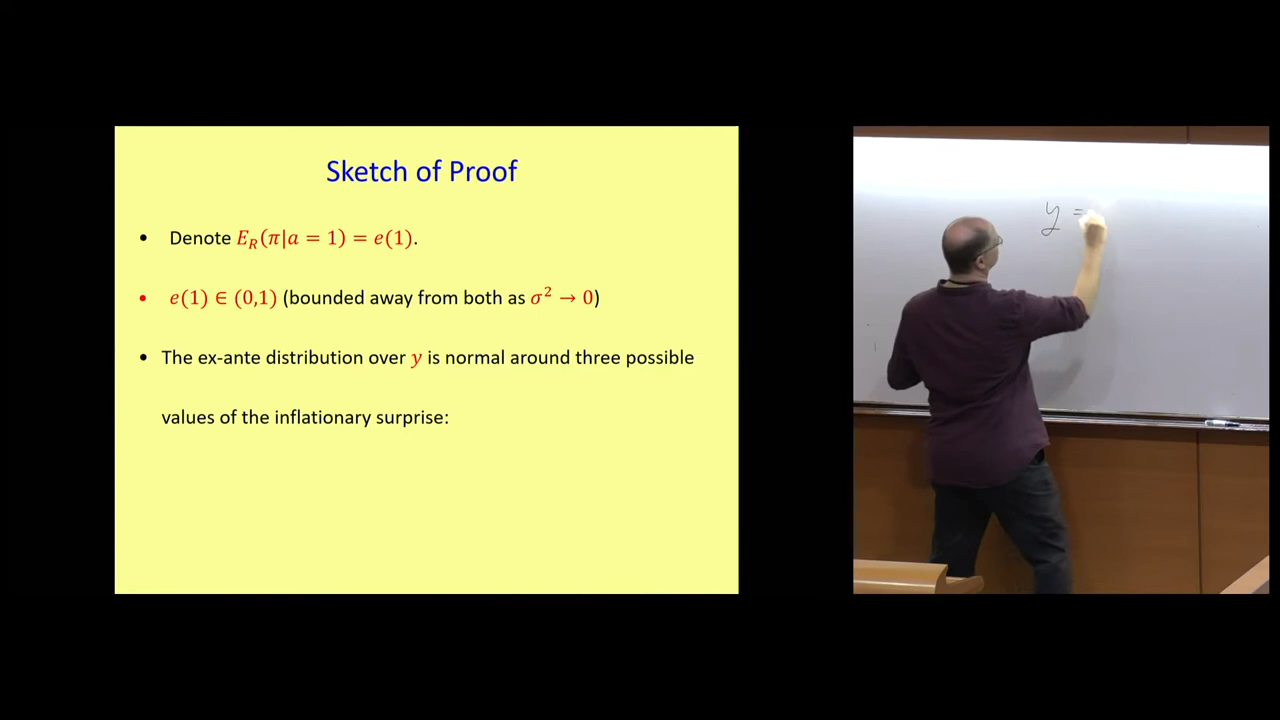 Sketch of Proof
• Denote E_R(π|a = 1) = e(1).
• e(1) ∈ (0,1) (bounded away from both as σ² → 0)
• The ex-ante distribution over y is normal around three possible
values of the inflationary surprise:
y =